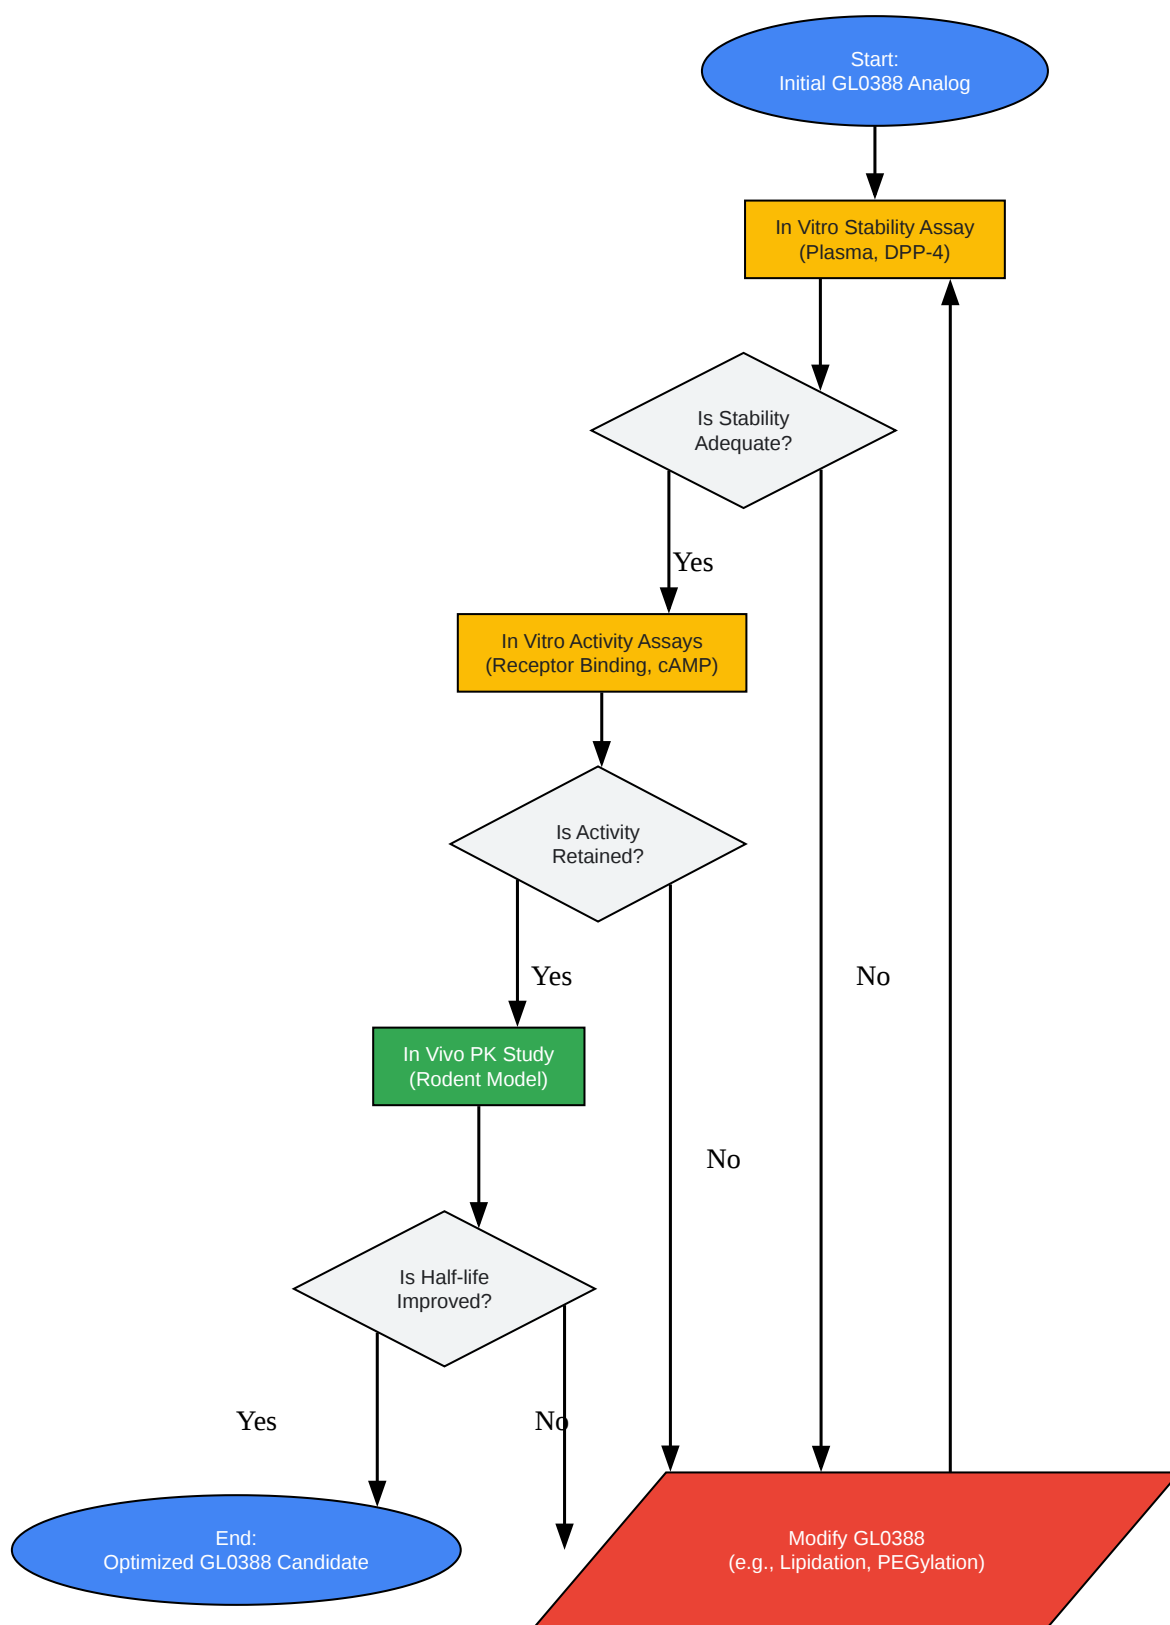 Start:
Initial GL0388 Analog
In Vitro Stability Assay
(Plasma, DPP-4)
Is Stability
Adequate?
Yes
In Vitro Activity Assays
(Receptor Binding, cAMP)
Is Activity
Retained?
Yes
No
In Vivo PK Study
(Rodent Model)
No
Is Half-life
Improved?
Yes
No
End:
Optimized GL0388 Candidate
Modify GL0388
(e.g., Lipidation, PEGylation)